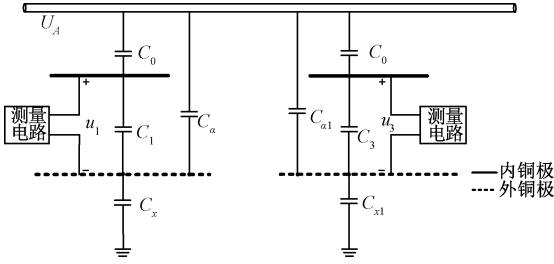 U_A
C_0
C_0
+
u_1
测量
电路
C_1
C_α
−
C_x
C_α1
+
u_3
测量
电路
C_3
−
C_x1
内铜极
外铜极